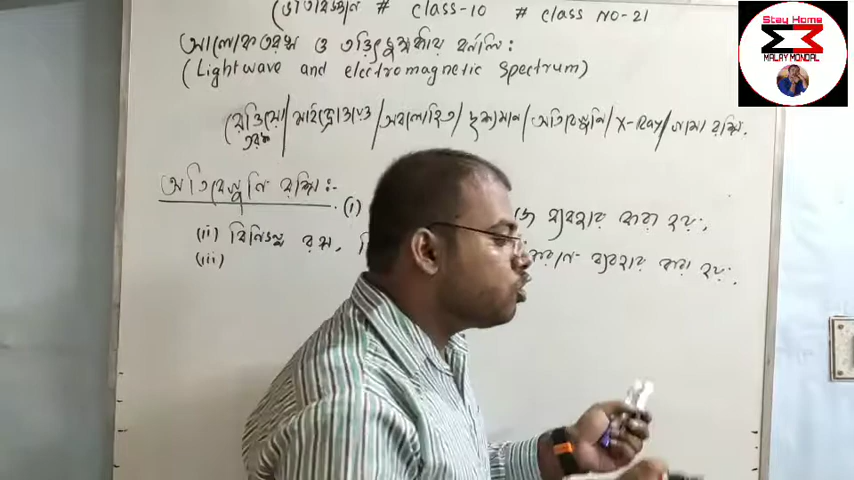 ভৌতবিজ্ঞান # class-10 # class NO-21
আলোকতরঙ্গ ও তড়িৎচুম্বকীয় বর্নালি:
(Lightwave and electromagnetic spectrum)
(রেডিয়ো তরঙ্গ/মাইক্রোওয়েভ/অবলোহিত/দৃশ্যমান/অতিবেগুনি/X-Ray/গামা রশ্মি.
অতিবেগুনি রশ্মি:-
(i) ব্যবহার করা হয়.
(ii) বিভিন্ন রঙ্গ,
(iii) ব্যবহার করা হয়.
Stay Home
M
MALAY MONDAL